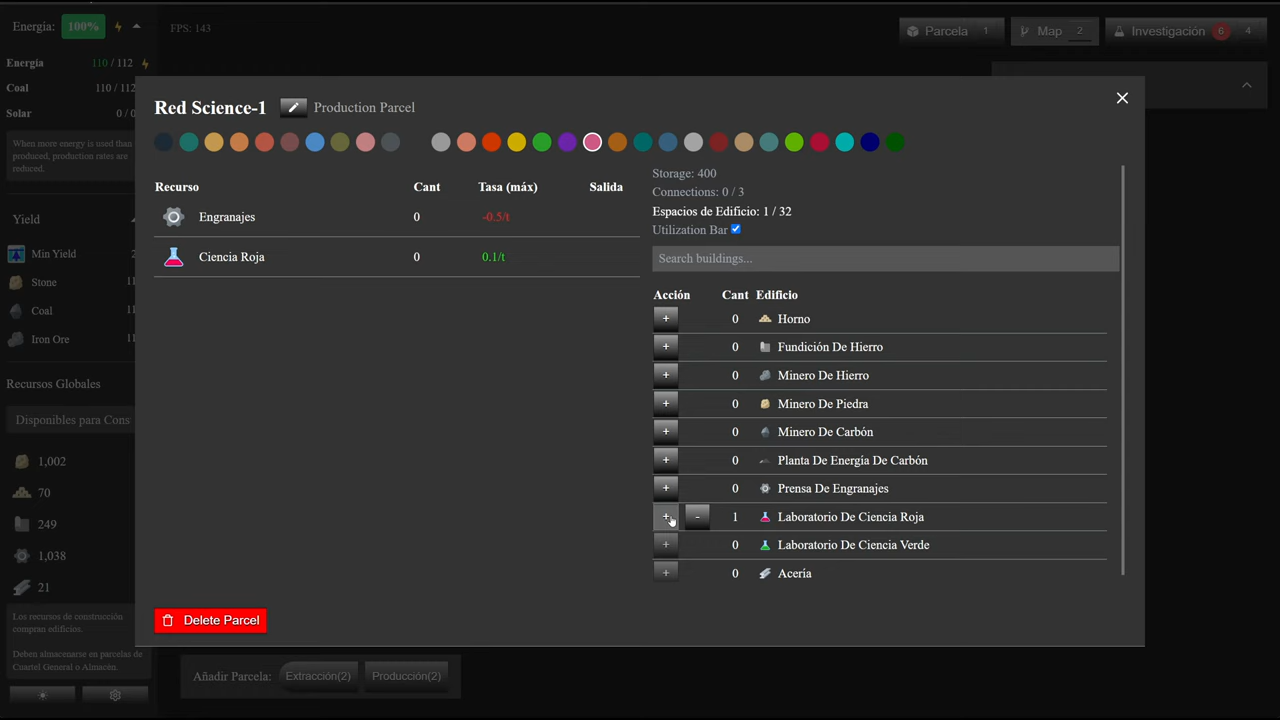 Energía: 100%
FPS: 143
Parcela 1
Map 2
Investigación 6 4
Energía 110 / 112
Coal 110 / 112
Solar 0 / 0
When more energy is used than
produced, production rates are
reduced.
Yield
Min Yield
Stone
Coal
Iron Ore
Recursos Globales
Disponibles para Cons
1,002
70
249
1,038
21
Los recursos de construcción
compran edificios.
Deben almacenarse en parcelas de
Cuartel General o Almacén.
Red Science-1
Production Parcel
Recurso Cant Tasa (máx) Salida
Engranajes 0 -0.5/t
Ciencia Roja 0 0.1/t
Storage: 400
Connections: 0 / 3
Espacios de Edificio: 1 / 32
Utilization Bar
Search buildings...
Acción Cant Edificio
+ 0 Horno
+ 0 Fundición De Hierro
+ 0 Minero De Hierro
+ 0 Minero De Piedra
+ 0 Minero De Carbón
+ 0 Planta De Energía De Carbón
+ 0 Prensa De Engranajes
+ - 1 Laboratorio De Ciencia Roja
+ 0 Laboratorio De Ciencia Verde
+ 0 Acería
Delete Parcel
Añadir Parcela: Extracción(2) Producción(2)